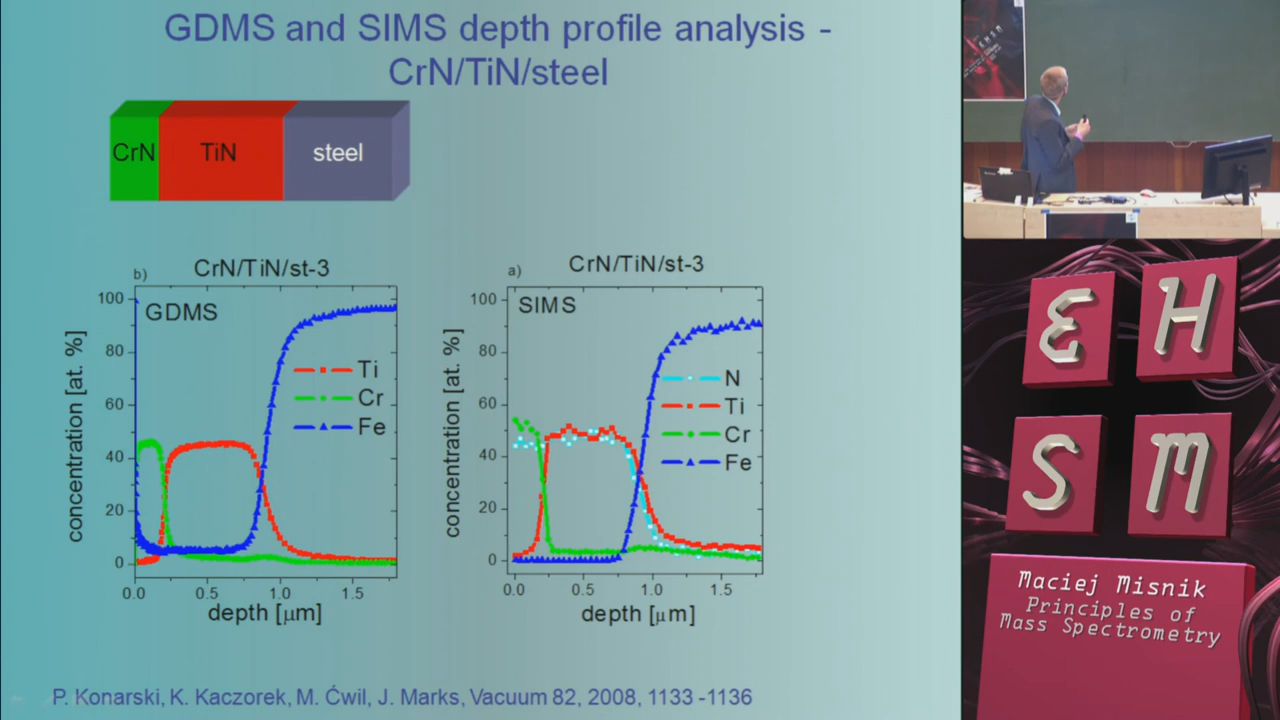 GDMS and SIMS depth profile analysis -
CrN/TiN/steel
CrN
TiN
steel
b)
CrN/TiN/st-3
GDMS
concentration [at. %]
100
80
60
40
20
0
Ti
Cr
Fe
0.0
0.5
1.0
1.5
depth [μm]
a)
CrN/TiN/st-3
SIMS
concentration [at. %]
100
80
60
40
20
0
N
Ti
Cr
Fe
0.0
0.5
1.0
1.5
depth [μm]
P. Konarski, K. Kaczorek, M. Ćwil, J. Marks, Vacuum 82, 2008, 1133 -1136
E H
S M
Maciej Misnik
Principles of
Mass Spectrometry